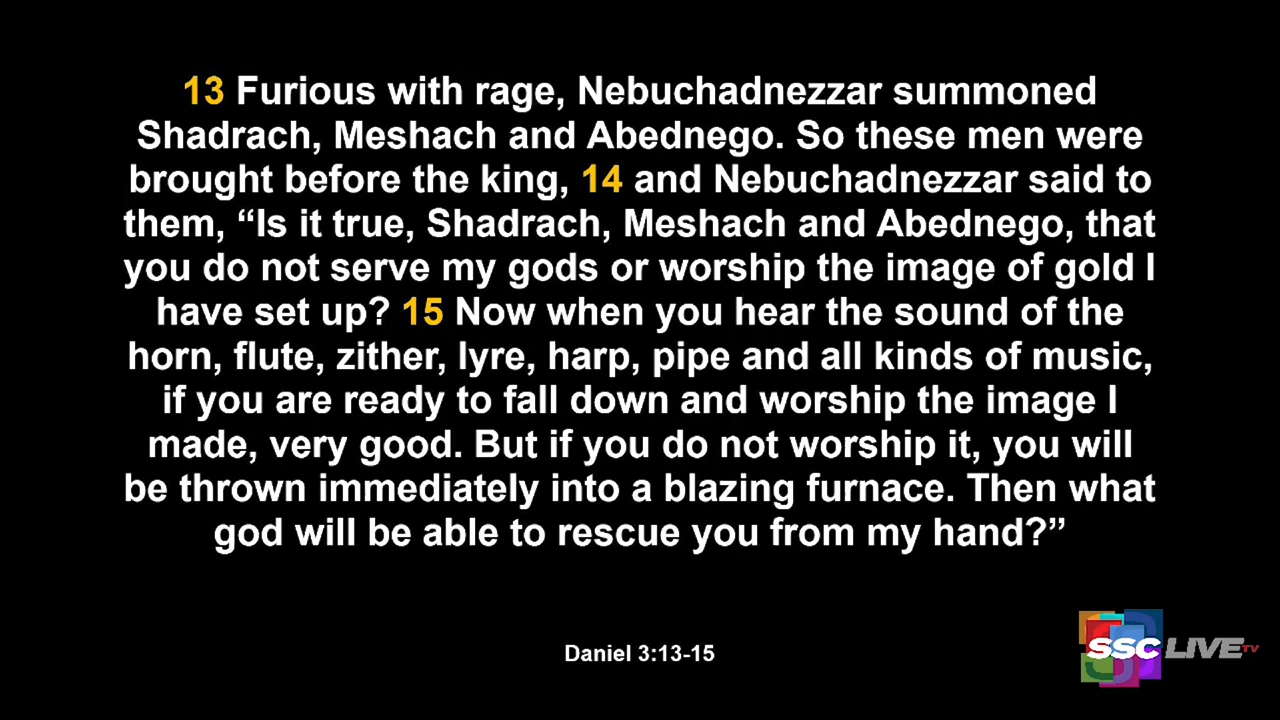 13 Furious with rage, Nebuchadnezzar summoned
Shadrach, Meshach and Abednego. So these men were
brought before the king, 14 and Nebuchadnezzar said to
them, “Is it true, Shadrach, Meshach and Abednego, that
you do not serve my gods or worship the image of gold I
have set up? 15 Now when you hear the sound of the
horn, flute, zither, lyre, harp, pipe and all kinds of music,
if you are ready to fall down and worship the image I
made, very good. But if you do not worship it, you will
be thrown immediately into a blazing furnace. Then what
god will be able to rescue you from my hand?”
Daniel 3:13-15
SSC LIVE TV